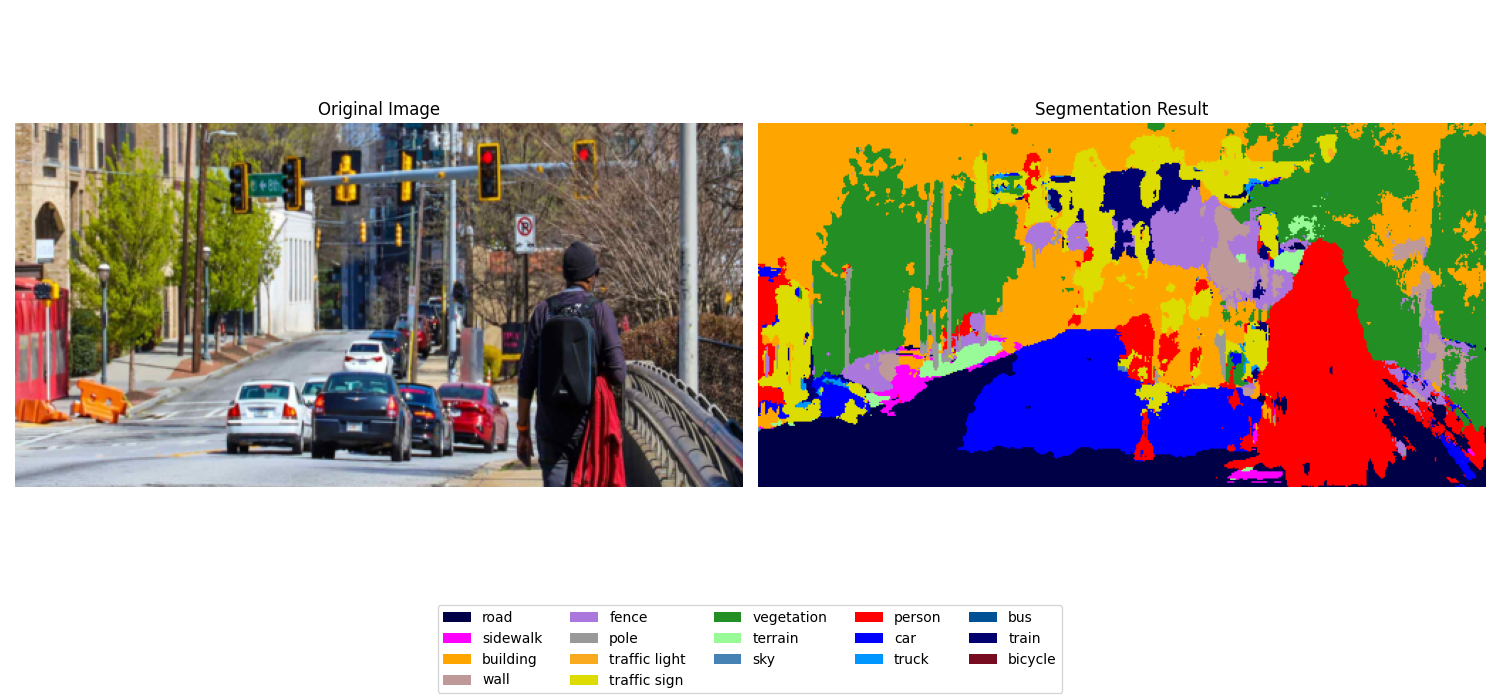 Original Image
Segmentation Result
8th
road
sidewalk
building
wall
fence
pole
traffic light
traffic sign
vegetation
terrain
sky
person
car
truck
bus
train
bicycle